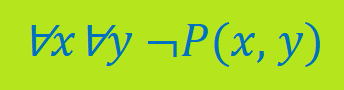 ∀x ∀y ¬P(x, y)